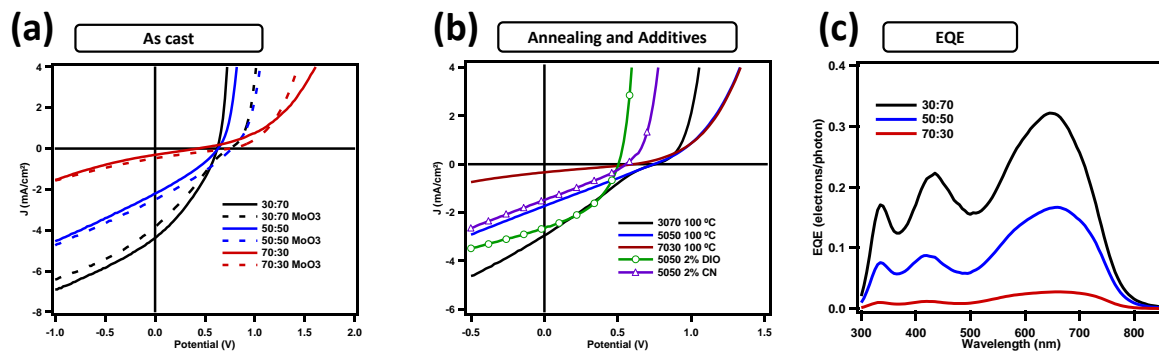 (a)
As cast
4
2
0
-2
-4
-6
-8
J (mA/cm²)
30:70
30:70 MoO3
50:50
50:50 MoO3
70:30
70:30 MoO3
-1.0
-0.5
0.0
0.5
1.0
1.5
2.0
Potential (V)
(b)
Annealing and Additives
4
2
0
-2
-4
-6
J (mA/cm²)
3070 100 ºC
5050 100 ºC
7030 100 ºC
5050 2% DIO
5050 2% CN
-0.5
0.0
0.5
1.0
1.5
Potential (V)
(c)
EQE
0.4
0.3
0.2
0.1
0.0
EQE (electrons/photon)
30:70
50:50
70:30
300
400
500
600
700
800
Wavelength (nm)